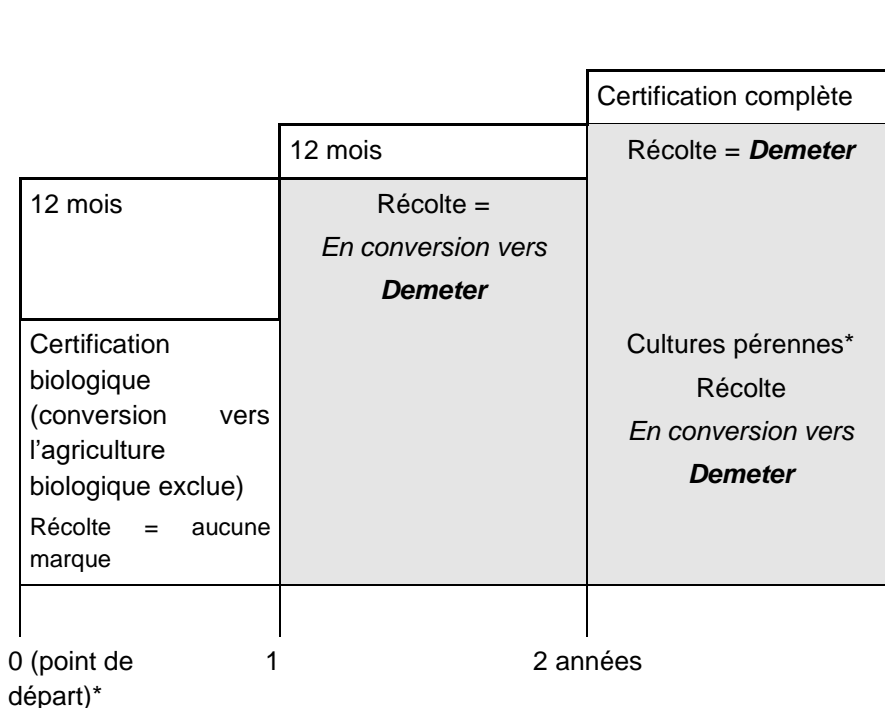 Certification complète
Récolte = Demeter
12 mois
12 mois
Récolte =
En conversion vers
Demeter
Certification
biologique
(conversion vers
l’agriculture
biologique exclue)
Récolte = aucune
marque
Cultures pérennes*
Récolte
En conversion vers
Demeter
0 (point de
départ)*
1
2 années